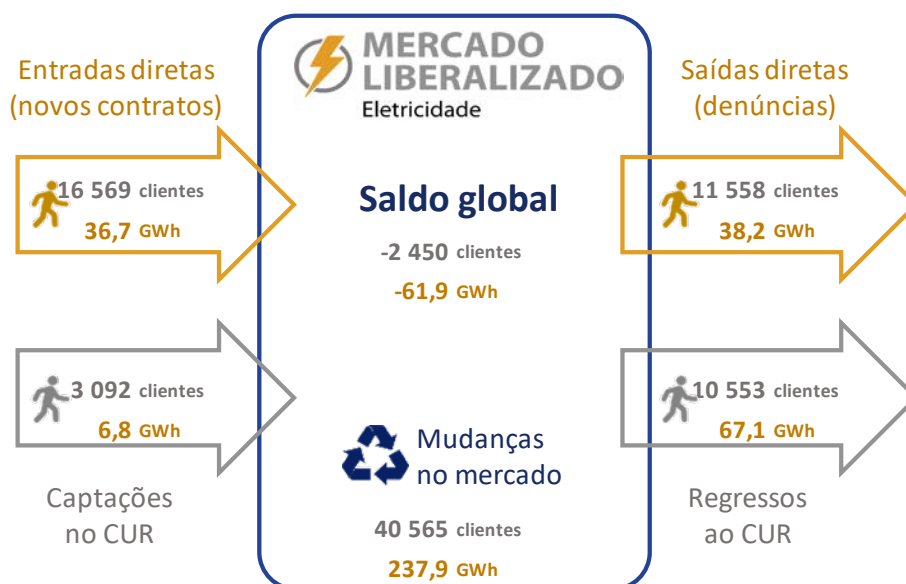 MERCADO
LIBERALIZADO
Eletricidade
Entradas diretas
(novos contratos)
16 569 clientes
36,7 GWh
Saldo global
-2 450 clientes
-61,9 GWh
Saídas diretas
(denúncias)
11 558 clientes
38,2 GWh
3 092 clientes
6,8 GWh
Captações
no CUR
Mudanças
no mercado
40 565 clientes
237,9 GWh
10 553 clientes
67,1 GWh
Regressos
ao CUR